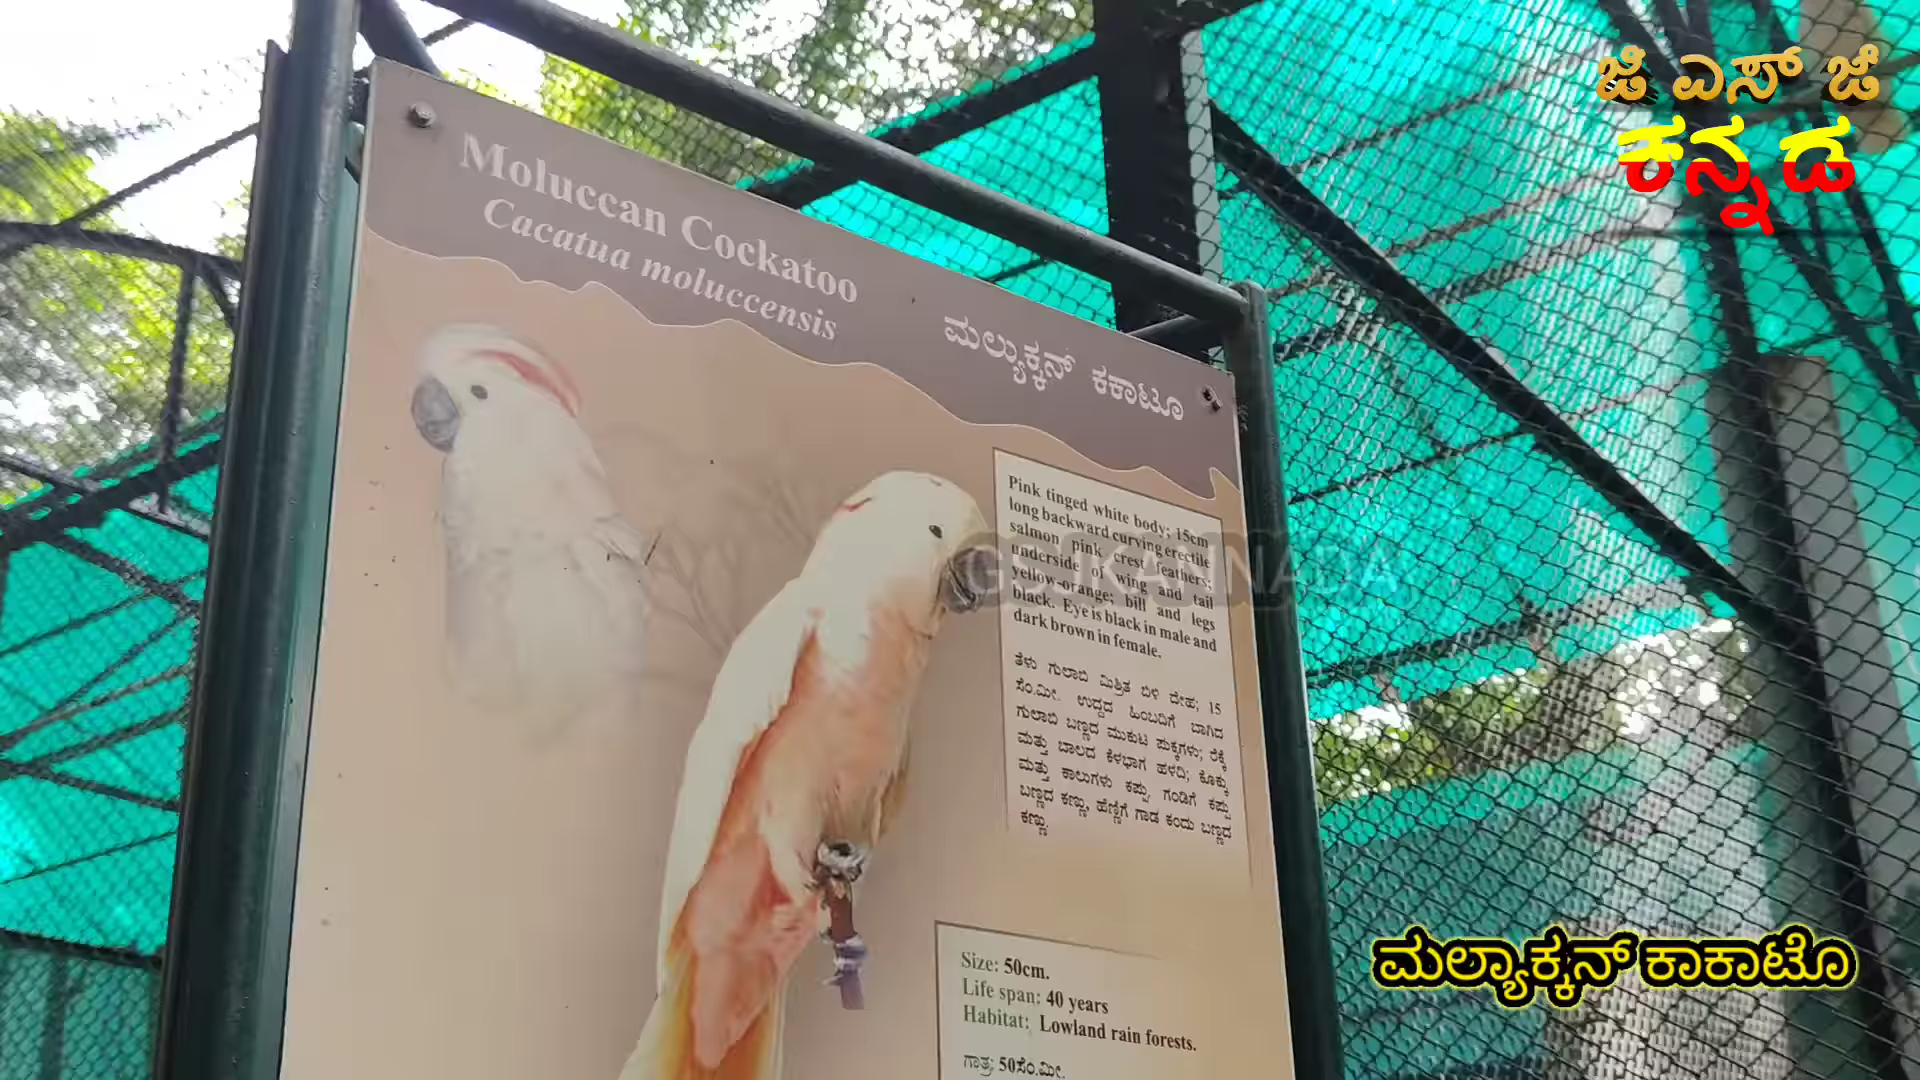 ಜಿ ಎಸ್ ಜಿ
ಕನ್ನಡ
Moluccan Cockatoo
Cacatua moluccensis
ಮಲ್ಯುಕ್ಕನ್ ಕಕಾಟೂ
Pink tinged white body; 15cm
long backward curving erectile
salmon pink crest feathers;
underside of wing and tail
yellow-orange; bill and legs
black. Eye is black in male and
dark brown in female.
ತೆಳು ಗುಲಾಬಿ ಮಿಶ್ರಿತ ಬಿಳಿ ದೇಹ; 15
ಸೆಂ.ಮೀ. ಉದ್ದದ ಹಿಂಬದಿಗೆ ಬಾಗಿದ
ಗುಲಾಬಿ ಬಣ್ಣದ ಮುಕುಟ ಪುಕ್ಕಗಳು; ರೆಕ್ಕೆ
ಮತ್ತು ಬಾಲದ ಕೆಳಭಾಗ ಹಳದಿ; ಕೊಕ್ಕು
ಮತ್ತು ಕಾಲುಗಳು ಕಪ್ಪು. ಗಂಡಿಗೆ ಕಪ್ಪು
ಬಣ್ಣದ ಕಣ್ಣು, ಹೆಣ್ಣಿಗೆ ಗಾಡ ಕಂದು ಬಣ್ಣದ
ಕಣ್ಣು.
Size: 50cm.
Life span: 40 years
Habitat: Lowland rain forests.
ಗಾತ್ರ: 50ಸೆಂ.ಮೀ.
ಮಲ್ಯಾಕ್ಕನ್ ಕಾಕಾಟೊ